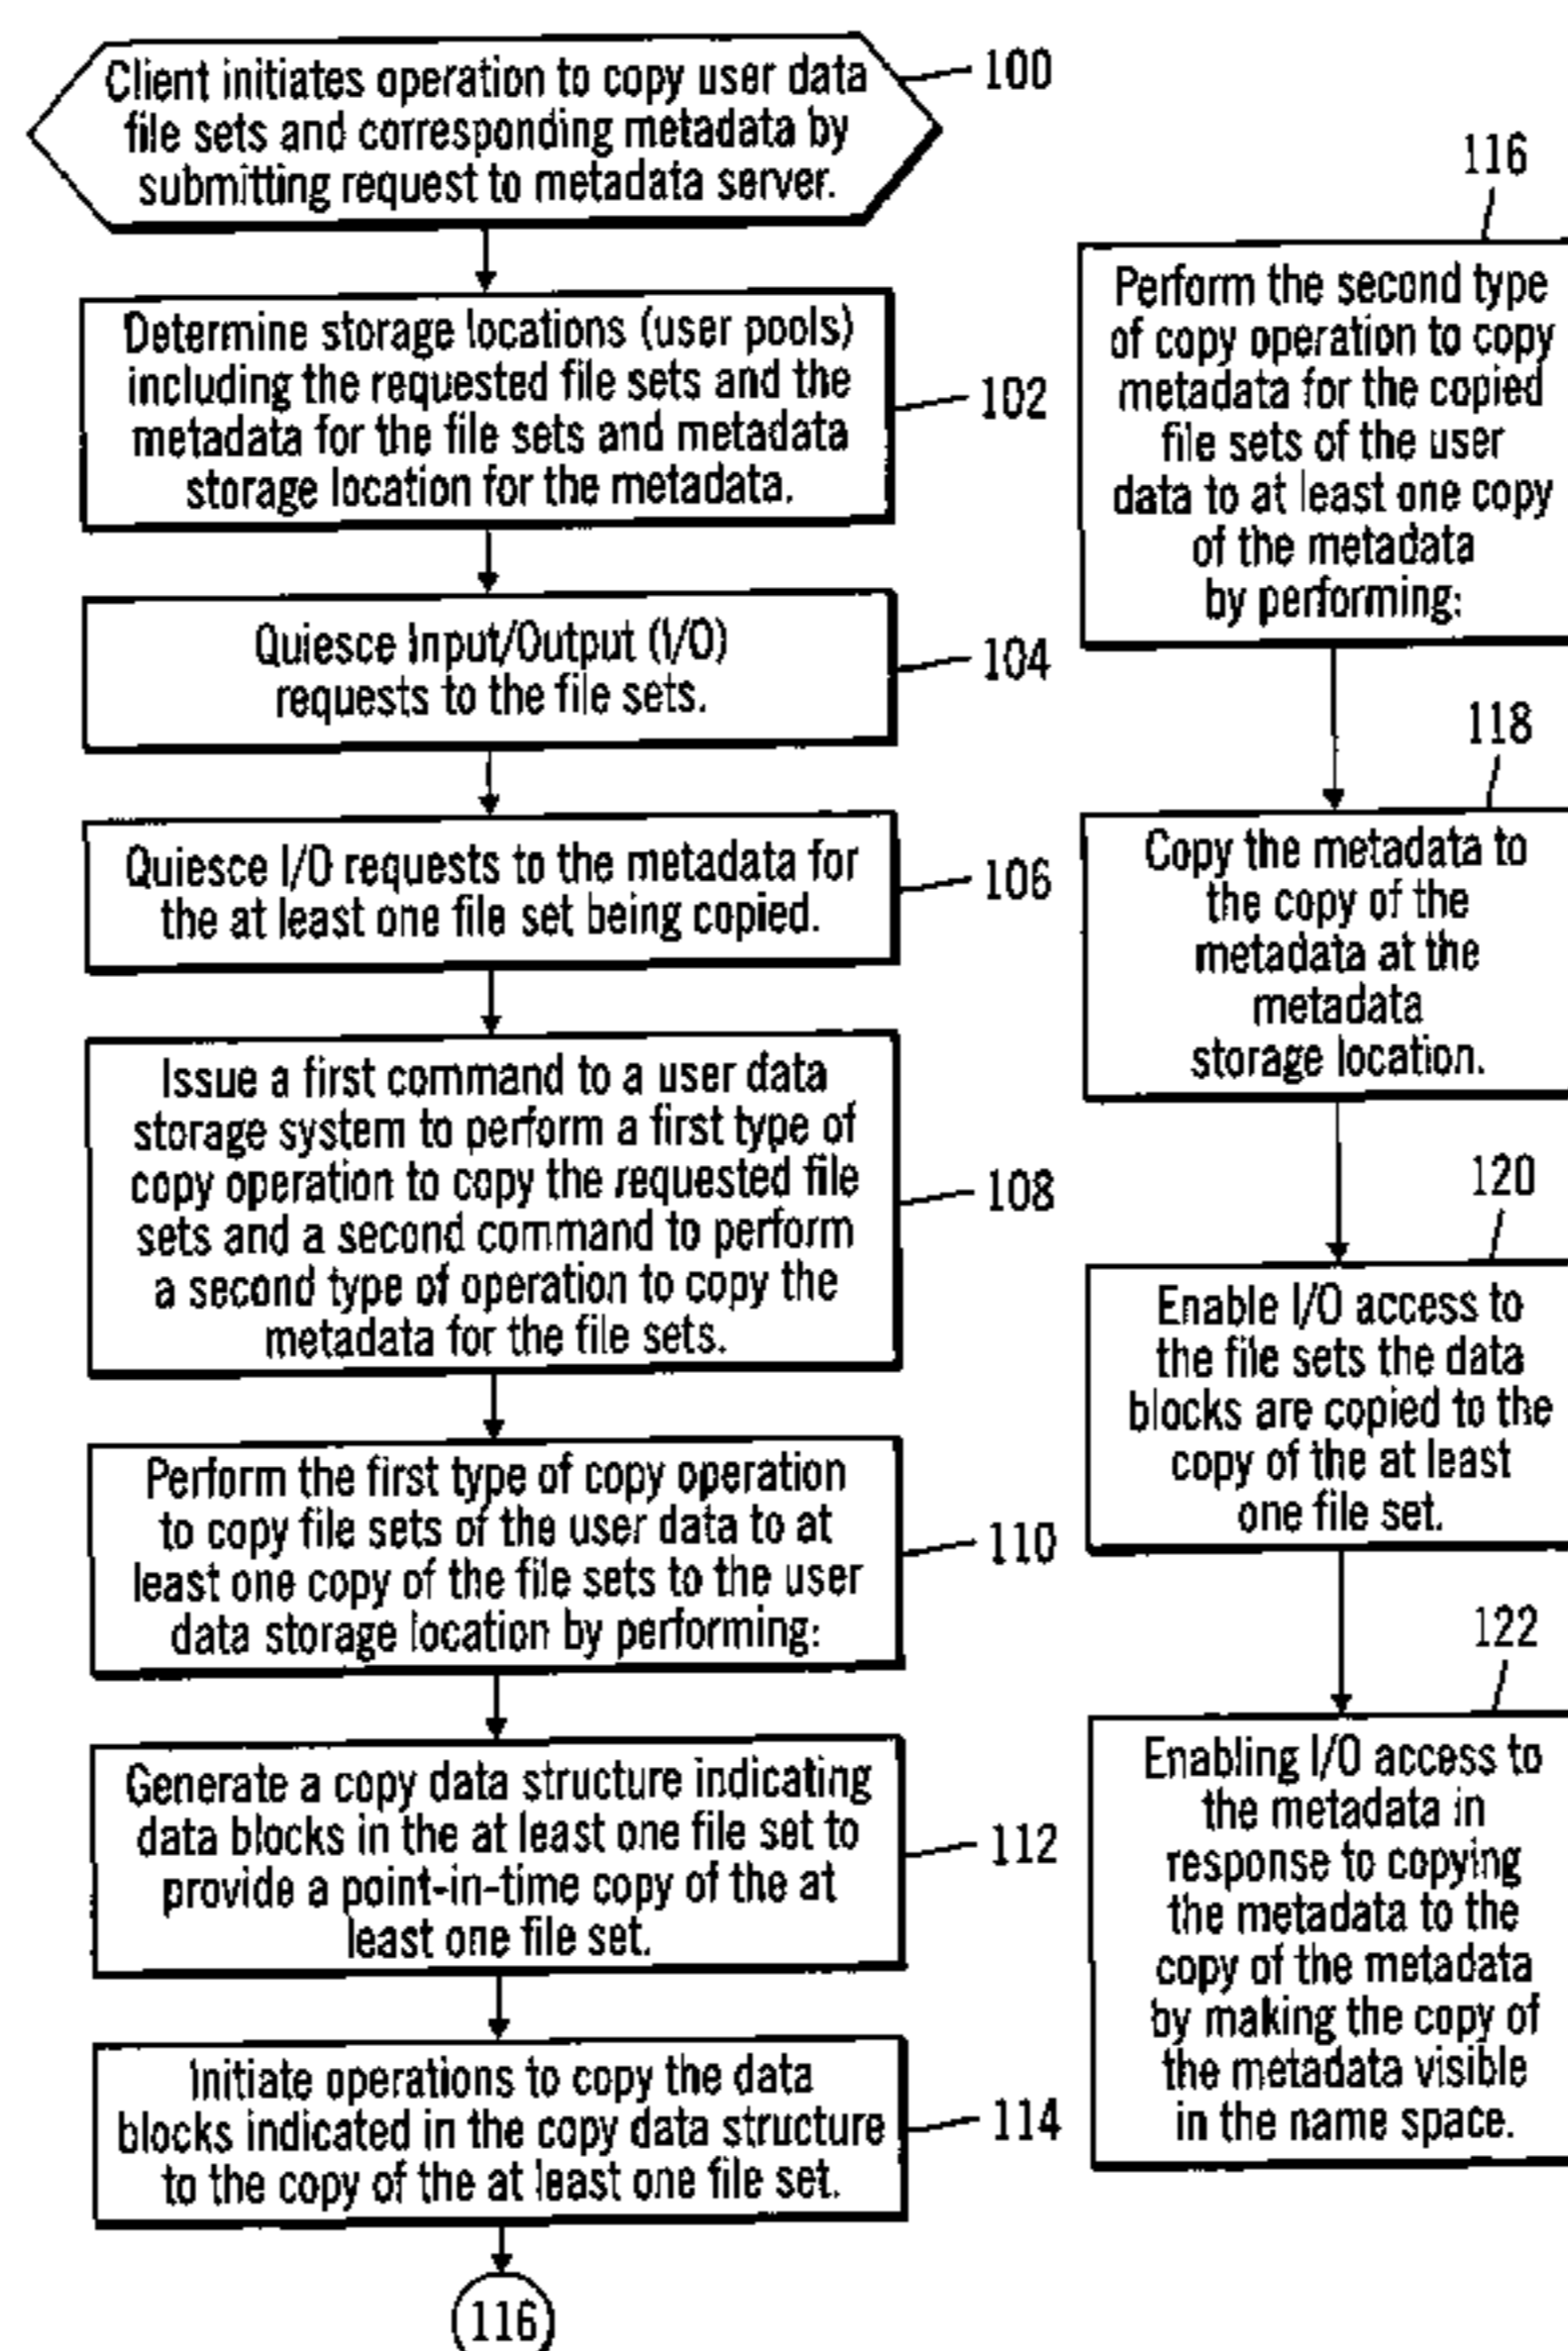 Client initiates operation to copy user data
file sets and corresponding metadata by
submitting request to metadata server.
100
Determine storage locations (user pools)
including the requested file sets and the
metadata for the file sets and metadata
storage location for the metadata.
102
Quiesce Input/Output (I/O)
requests to the file sets.
104
Quiesce I/O requests to the metadata for
the at least one file set being copied.
106
Issue a first command to a user data
storage system to perform a first type of
copy operation to copy the requested file
sets and a second command to perform
a second type of operation to copy the
metadata for the file sets.
108
Perform the first type of copy operation
to copy file sets of the user data to at
least one copy of the file sets to the user
data storage location by performing:
110
Generate a copy data structure indicating
data blocks in the at least one file set to
provide a point-in-time copy of the at
least one file set.
112
Initiate operations to copy the data
blocks indicated in the copy data structure
to the copy of the at least one file set.
114
116
116
Perform the second type
of copy operation to copy
metadata for the copied
file sets of the user
data to at least one copy
of the metadata
by performing:
118
Copy the metadata to
the copy of the
metadata at the
metadata
storage location.
120
Enable I/O access to
the file sets the data
blocks are copied to the
copy of the at least
one file set.
122
Enabling I/O access to
the metadata in
response to copying
the metadata to the
copy of the metadata
by making the copy of
the metadata visible
in the name space.